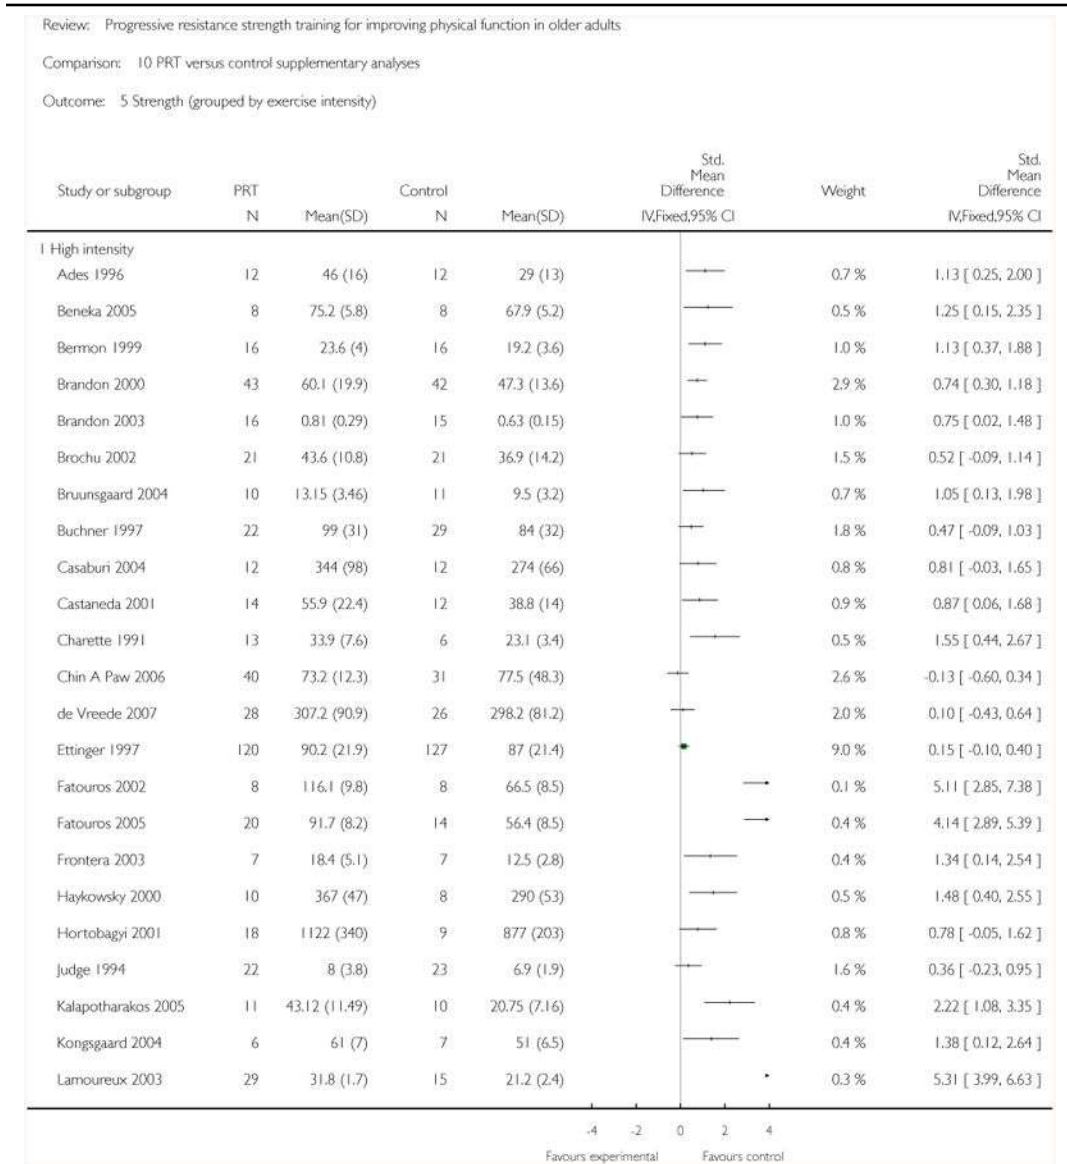 Review: Progressive resistance strength training for improving physical function in older adults
Comparison: 10 PRT versus control supplementary analyses
Outcome: 5 Strength (grouped by exercise intensity)
Study or subgroup PRT Control Std. Mean Difference Weight Std. Mean Difference
N Mean(SD) N Mean(SD) IV,Fixed,95% CI IV,Fixed,95% CI
1 High intensity
Ades 1996 12 46 (16) 12 29 (13) 0.7 % 1.13 [ 0.25, 2.00 ]
Beneka 2005 8 75.2 (5.8) 8 67.9 (5.2) 0.5 % 1.25 [ 0.15, 2.35 ]
Bermon 1999 16 23.6 (4) 16 19.2 (3.6) 1.0 % 1.13 [ 0.37, 1.88 ]
Brandon 2000 43 60.1 (19.9) 42 47.3 (13.6) 2.9 % 0.74 [ 0.30, 1.18 ]
Brandon 2003 16 0.81 (0.29) 15 0.63 (0.15) 1.0 % 0.75 [ 0.02, 1.48 ]
Brochu 2002 21 43.6 (10.8) 21 36.9 (14.2) 1.5 % 0.52 [ -0.09, 1.14 ]
Bruunsgaard 2004 10 13.15 (3.46) 11 9.5 (3.2) 0.7 % 1.05 [ 0.13, 1.98 ]
Buchner 1997 22 99 (31) 29 84 (32) 1.8 % 0.47 [ -0.09, 1.03 ]
Casaburi 2004 12 344 (98) 12 274 (66) 0.8 % 0.81 [ -0.03, 1.65 ]
Castaneda 2001 14 55.9 (22.4) 12 38.8 (14) 0.9 % 0.87 [ 0.06, 1.68 ]
Charette 1991 13 33.9 (7.6) 6 23.1 (3.4) 0.5 % 1.55 [ 0.44, 2.67 ]
Chin A Paw 2006 40 73.2 (12.3) 31 77.5 (48.3) 2.6 % -0.13 [ -0.60, 0.34 ]
de Vreede 2007 28 307.2 (90.9) 26 298.2 (81.2) 2.0 % 0.10 [ -0.43, 0.64 ]
Ettinger 1997 120 90.2 (21.9) 127 87 (21.4) 9.0 % 0.15 [ -0.10, 0.40 ]
Fatouros 2002 8 116.1 (9.8) 8 66.5 (8.5) 0.1 % 5.11 [ 2.85, 7.38 ]
Fatouros 2005 20 91.7 (8.2) 14 56.4 (8.5) 0.4 % 4.14 [ 2.89, 5.39 ]
Frontera 2003 7 18.4 (5.1) 7 12.5 (2.8) 0.4 % 1.34 [ 0.14, 2.54 ]
Haykowsky 2000 10 367 (47) 8 290 (53) 0.5 % 1.48 [ 0.40, 2.55 ]
Hortobagyi 2001 18 1122 (340) 9 877 (203) 0.8 % 0.78 [ -0.05, 1.62 ]
Judge 1994 22 8 (3.8) 23 6.9 (1.9) 1.6 % 0.36 [ -0.23, 0.95 ]
Kalapotharakos 2005 11 43.12 (11.49) 10 20.75 (7.16) 0.4 % 2.22 [ 1.08, 3.35 ]
Kongsgaard 2004 6 61 (7) 7 51 (6.5) 0.4 % 1.38 [ 0.12, 2.64 ]
Lamoureux 2003 29 31.8 (1.7) 15 21.2 (2.4) 0.3 % 5.31 [ 3.99, 6.63 ]
-4 -2 0 2 4
Favours experimental Favours control